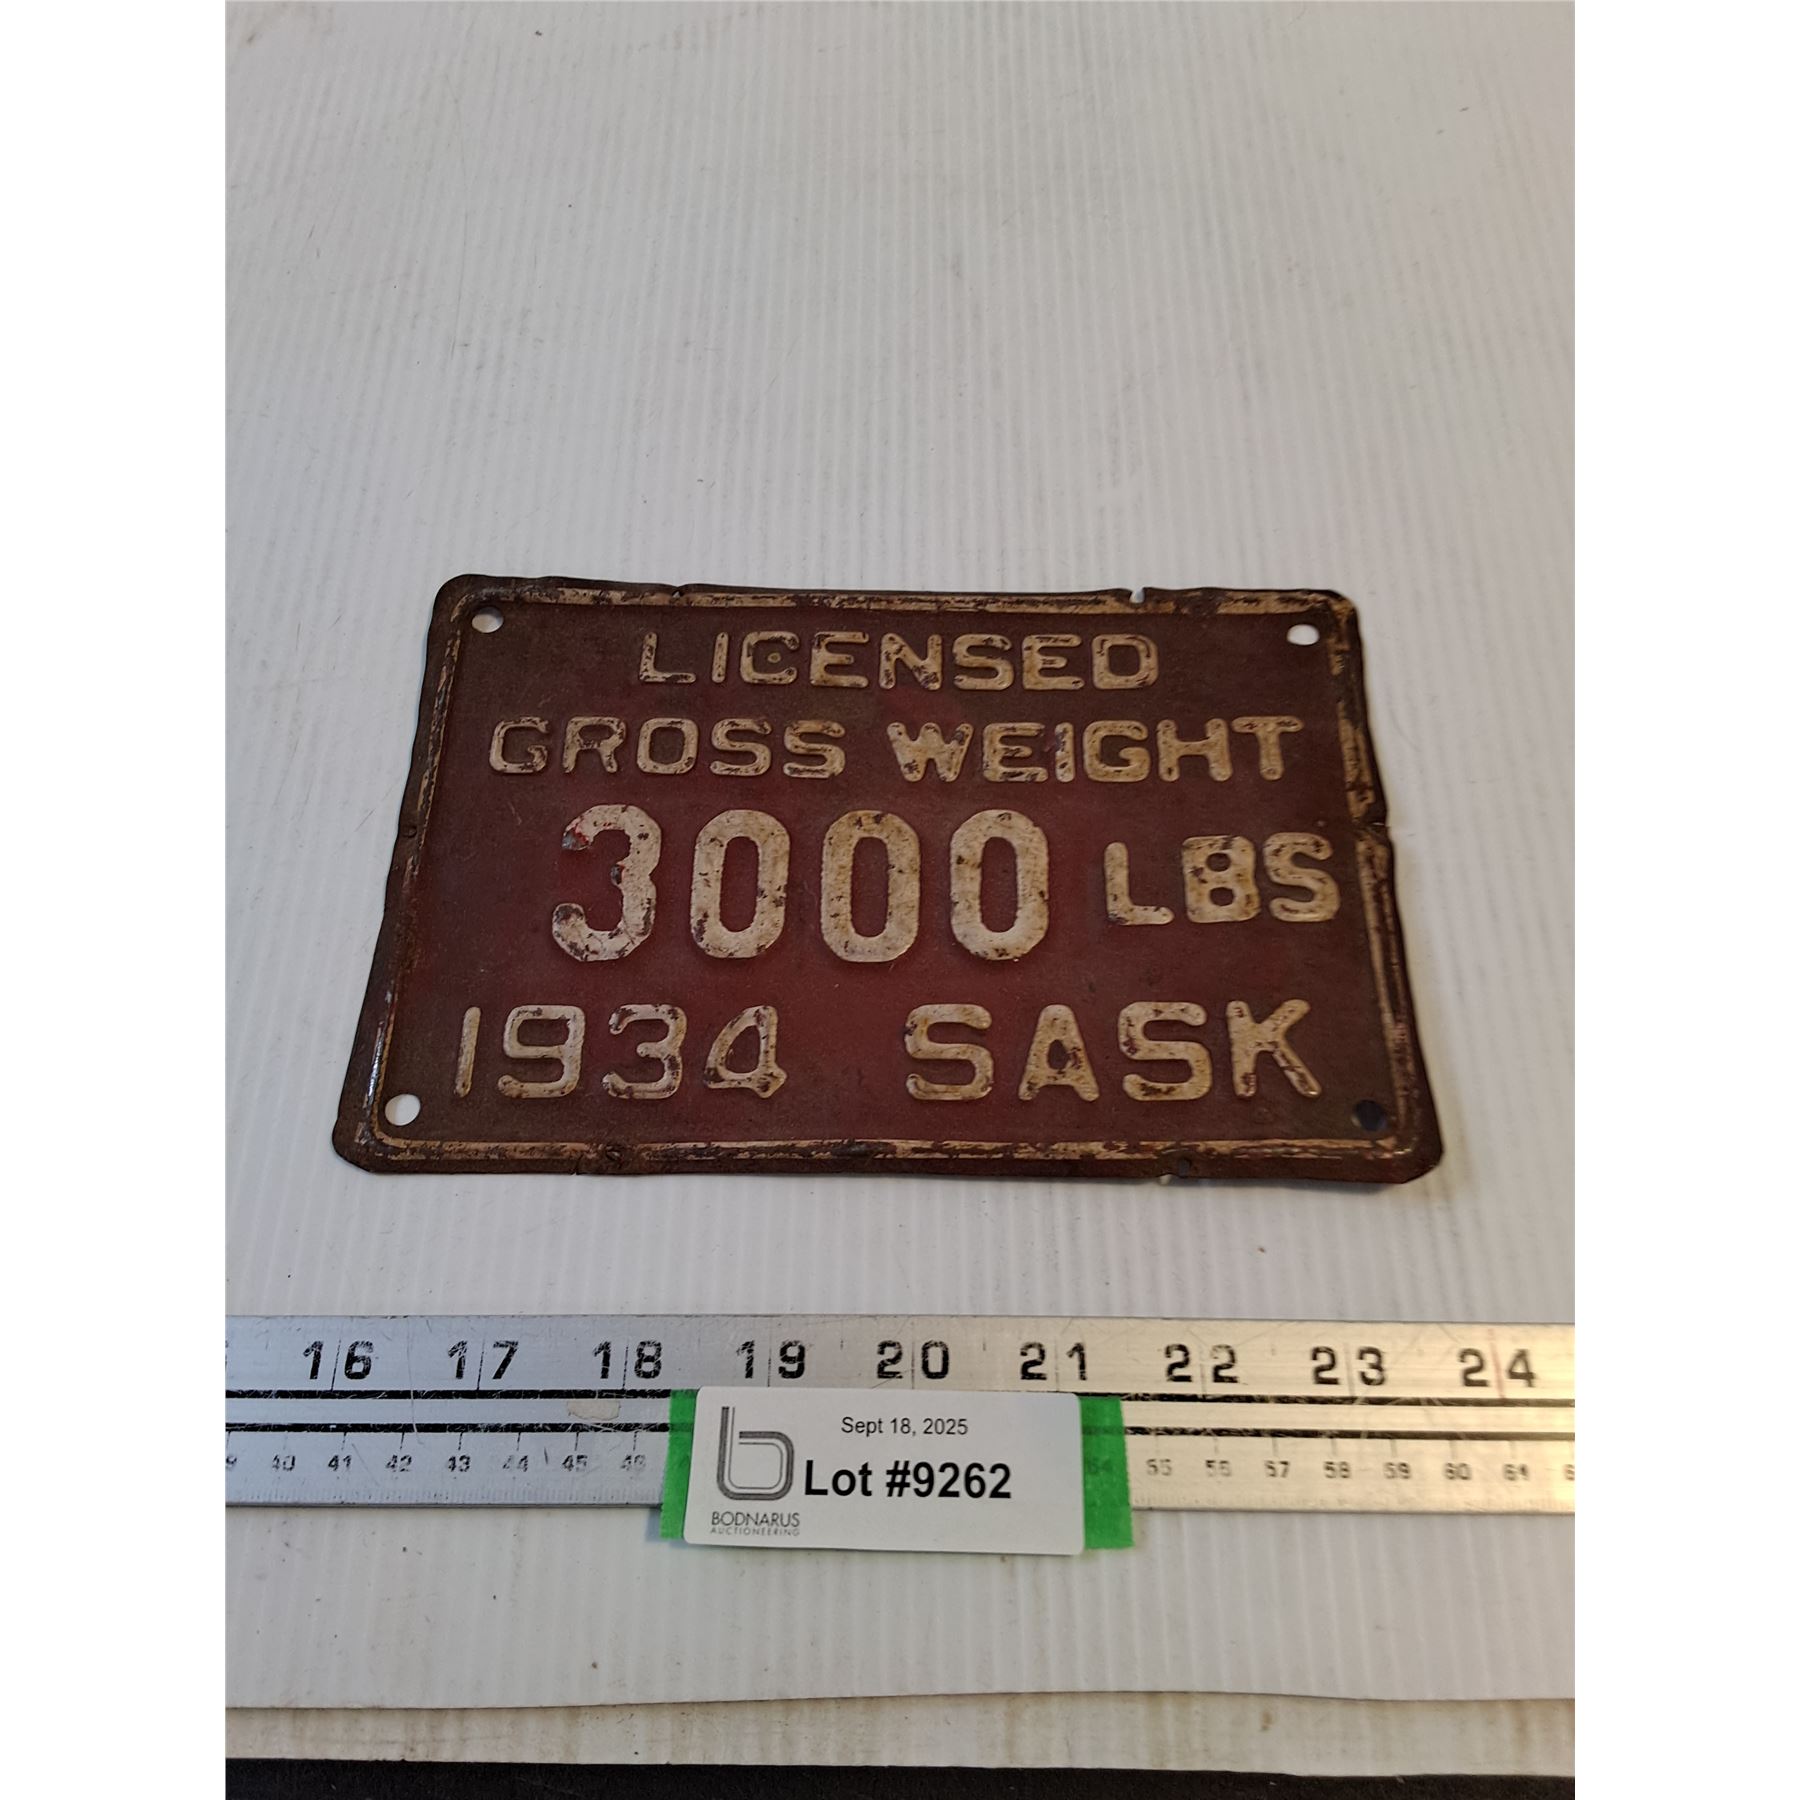 LICENSED
GROSS WEIGHT
3000 LBS
1934 SASK
16 17 18 19 20 21 22 23 24
40 41 42 43 44 45 46 54 55 56 57 58 59 60 61
Sept 18, 2025
Lot #9262
BODNARUS
AUCTIONEERING